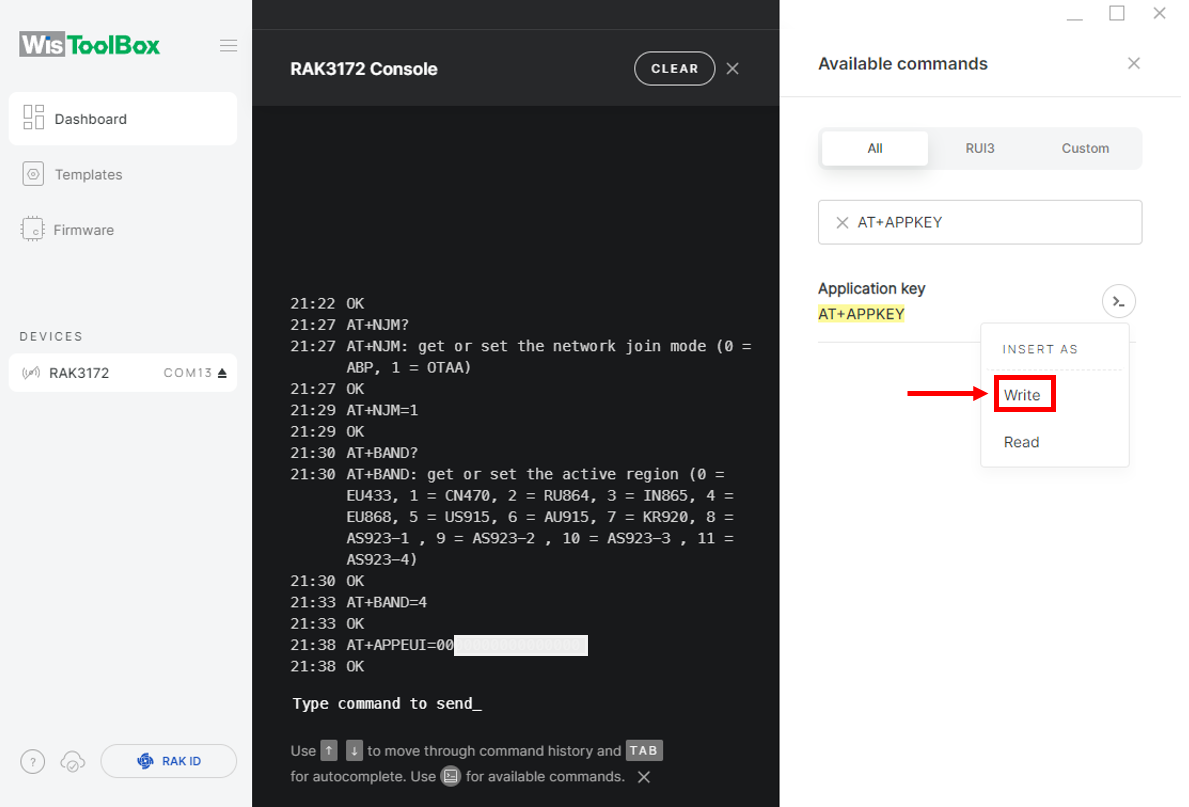 WisToolBox
Dashboard
Templates
Firmware
DEVICES
RAK3172 COM13
?
RAK ID
RAK3172 Console
CLEAR
21:22 OK
21:27 AT+NJM?
21:27 AT+NJM: get or set the network join mode (0 =
ABP, 1 = OTAA)
21:27 OK
21:29 AT+NJM=1
21:29 OK
21:30 AT+BAND?
21:30 AT+BAND: get or set the active region (0 =
EU433, 1 = CN470, 2 = RU864, 3 = IN865, 4 =
EU868, 5 = US915, 6 = AU915, 7 = KR920, 8 =
AS923-1 , 9 = AS923-2 , 10 = AS923-3 , 11 =
AS923-4)
21:30 OK
21:33 AT+BAND=4
21:33 OK
21:38 AT+APPEUI=00
21:38 OK
Type command to send_
Use ↑ ↓ to move through command history and TAB
for autocomplete. Use for available commands.
Available commands
All RUI3 Custom
AT+APPKEY
Application key
AT+APPKEY
INSERT AS
Write
Read